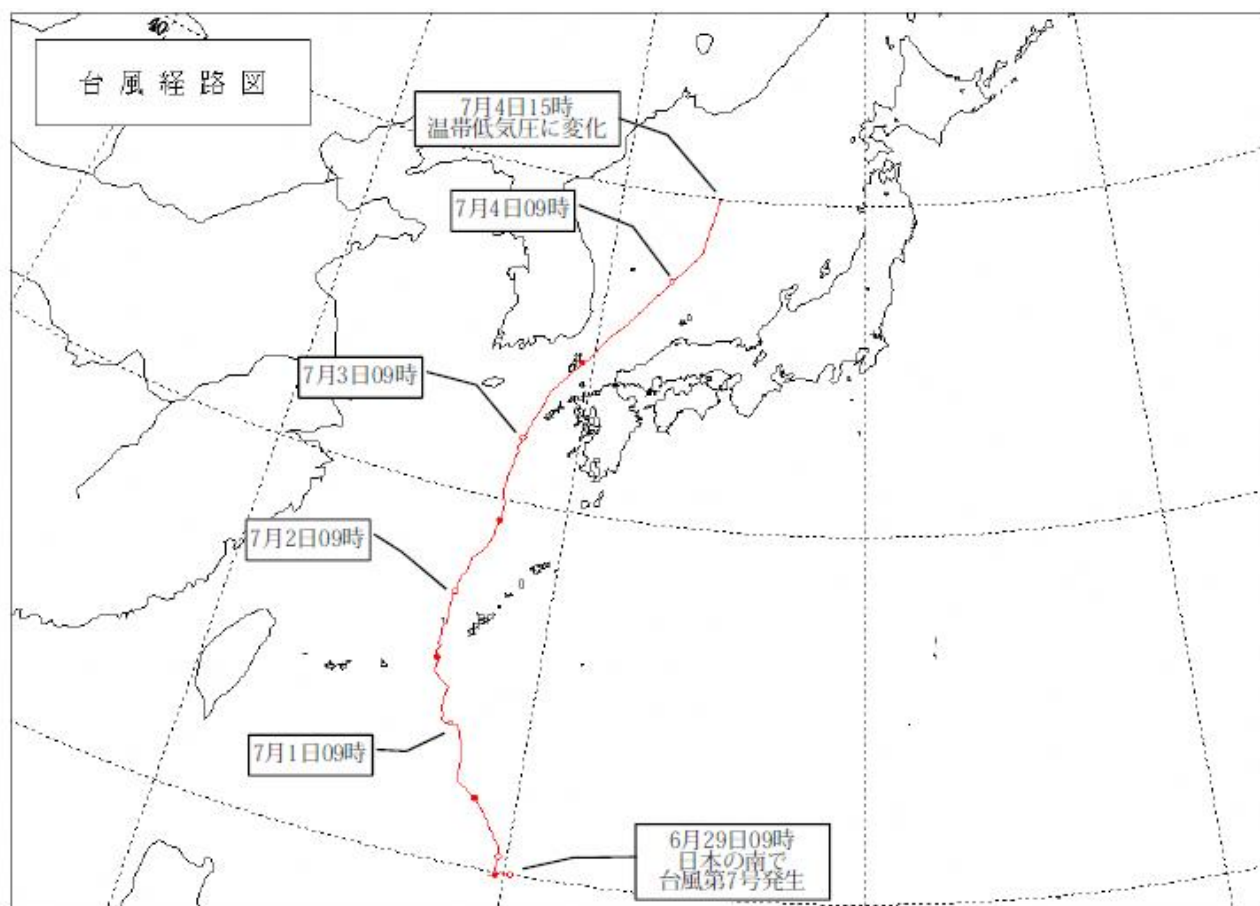 40
台風経路図
7月4日15時
温帯低気圧に変化
7月4日09時
7月3日09時
7月2日09時
7月1日09時
6月29日09時
日本の南で
台風第7号発生